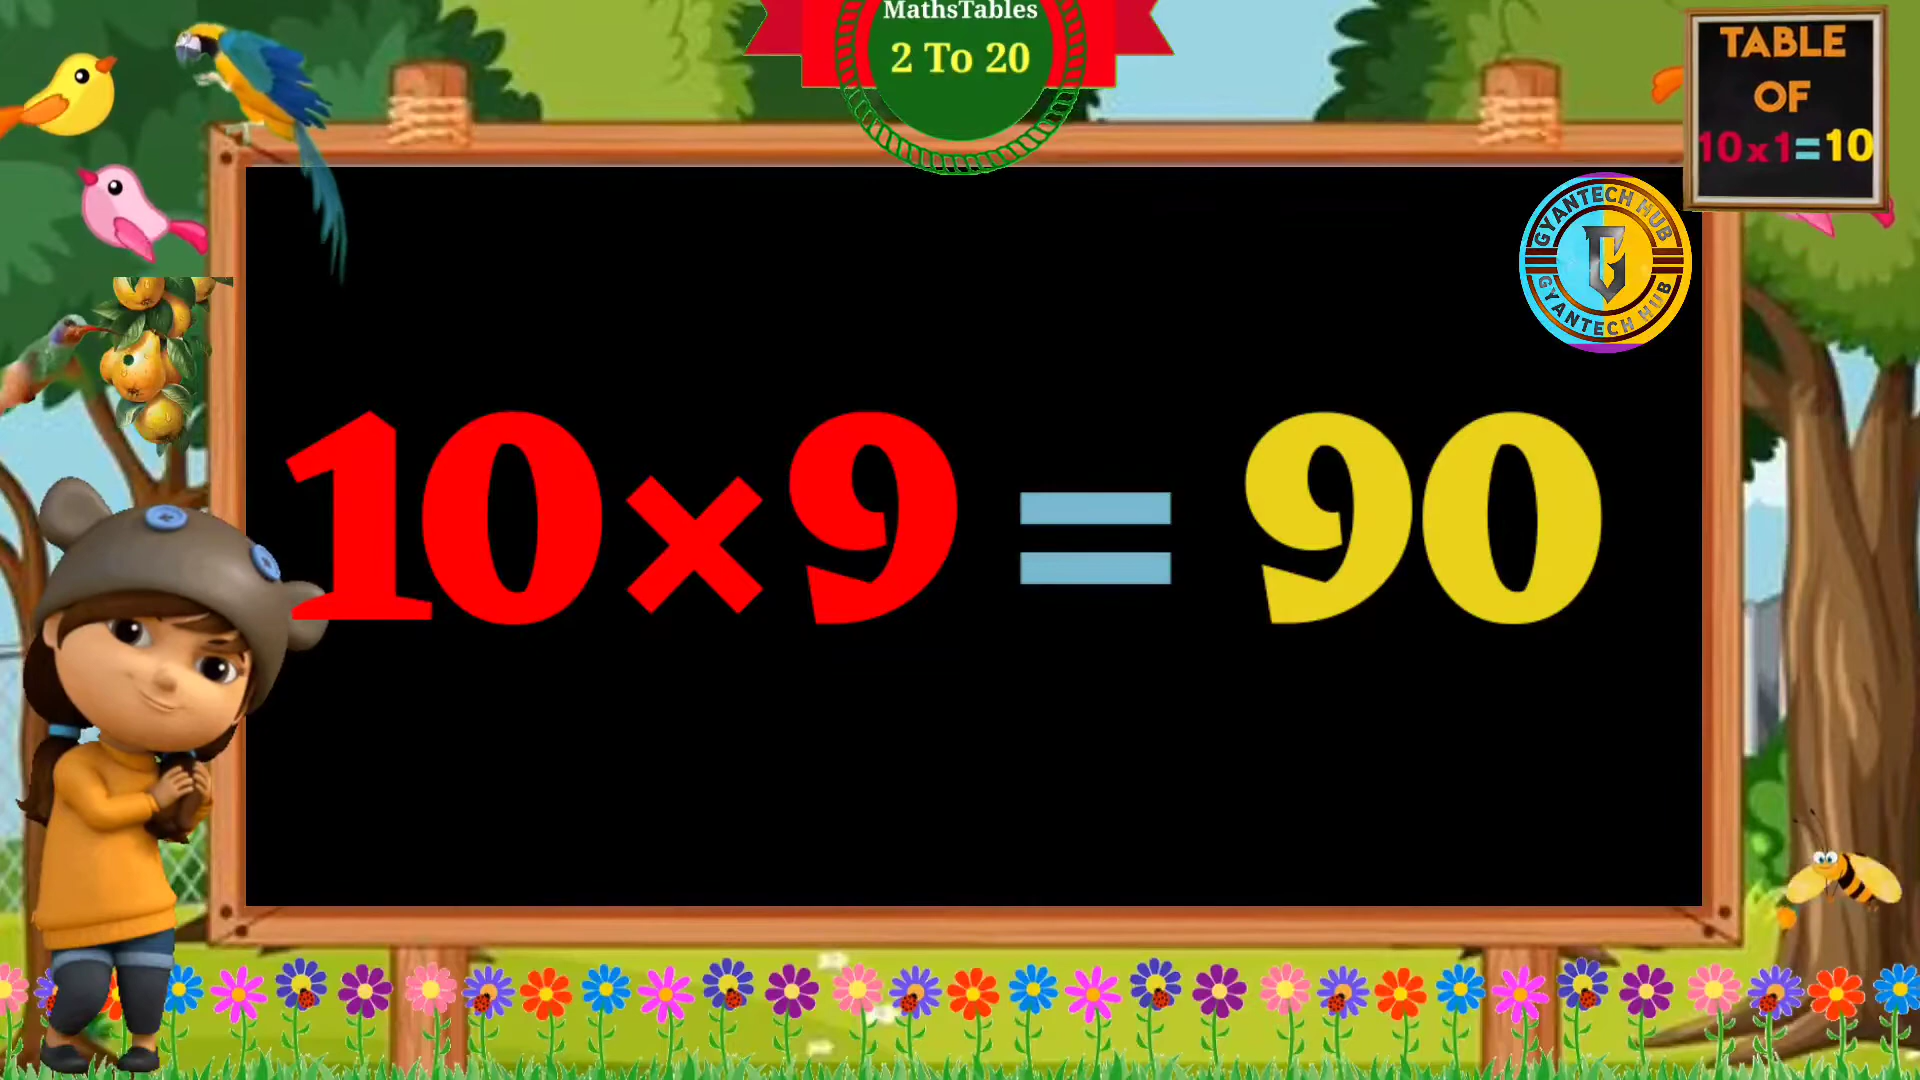 MathsTables
2 To 20
TABLE
OF
10x1=10
GYANTECH HUB
GYANTECH HUB
G
10×9 = 90